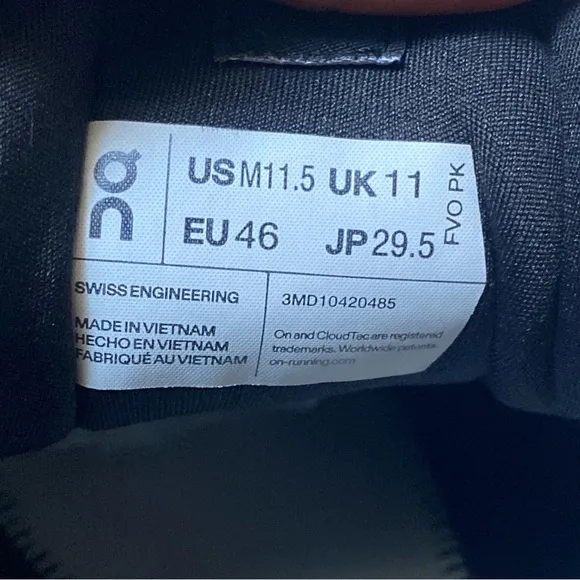 US M11.5 UK 11
EU 46 JP 29.5
FVO PK
SWISS ENGINEERING
3MD10420485
MADE IN VIETNAM
HECHO EN VIETNAM
FABRIQUÉ AU VIETNAM
On and CloudTec are registered
trademarks. Worldwide patents
on-running.com